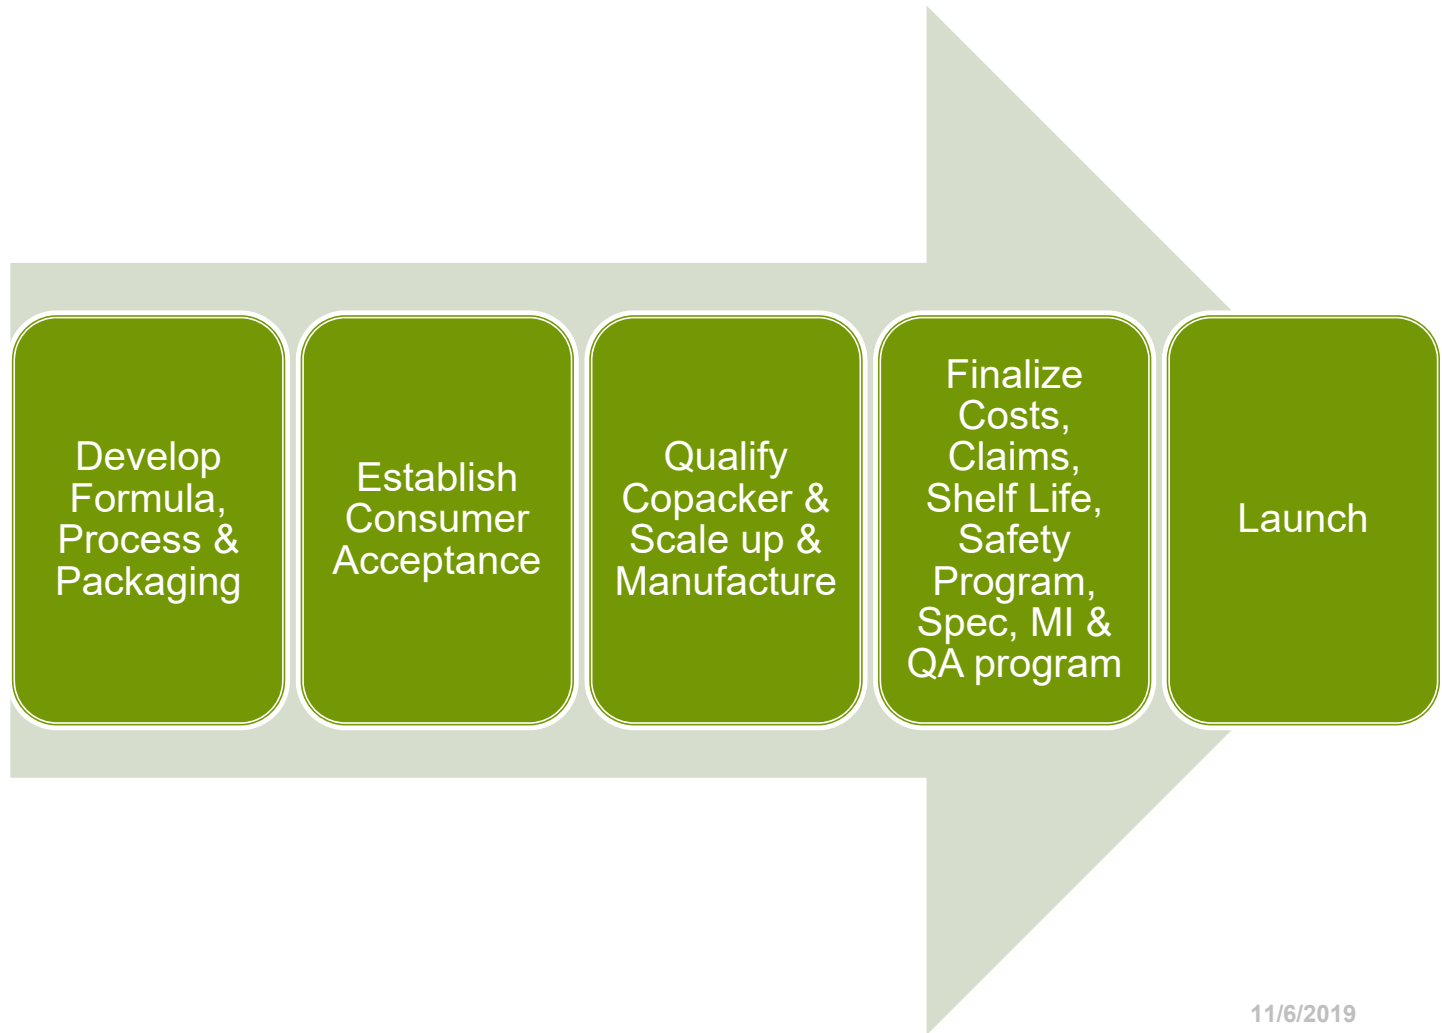 Develop
Formula,
Process &
Packaging
Establish
Consumer
Acceptance
Qualify
Copacker &
Scale up &
Manufacture
Finalize
Costs,
Claims,
Shelf Life,
Safety
Program,
Spec, MI &
QA program
Launch
11/6/2019